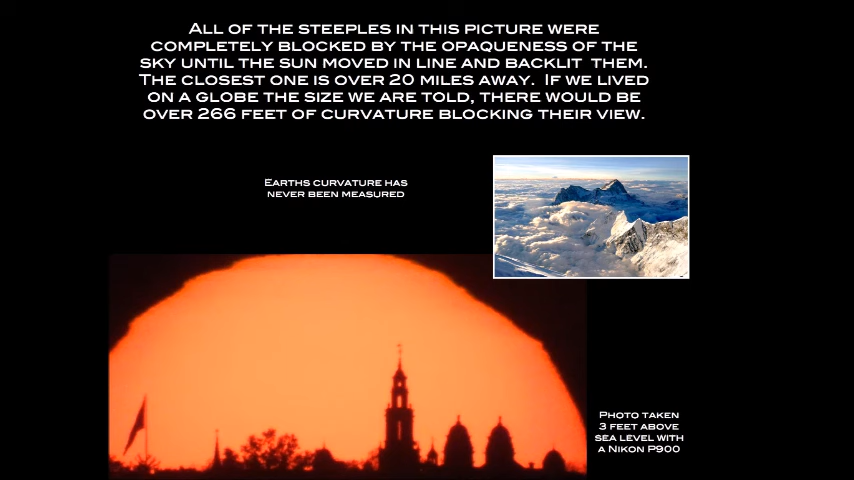 All of the steeples in this picture were
completely blocked by the opaqueness of the
sky until the sun moved in line and backlit them.
The closest one is over 20 miles away. If we lived
on a globe the size we are told, there would be
over 266 feet of curvature blocking their view.
Earths curvature has
never been measured
Photo taken
3 feet above
sea level with
a Nikon P900